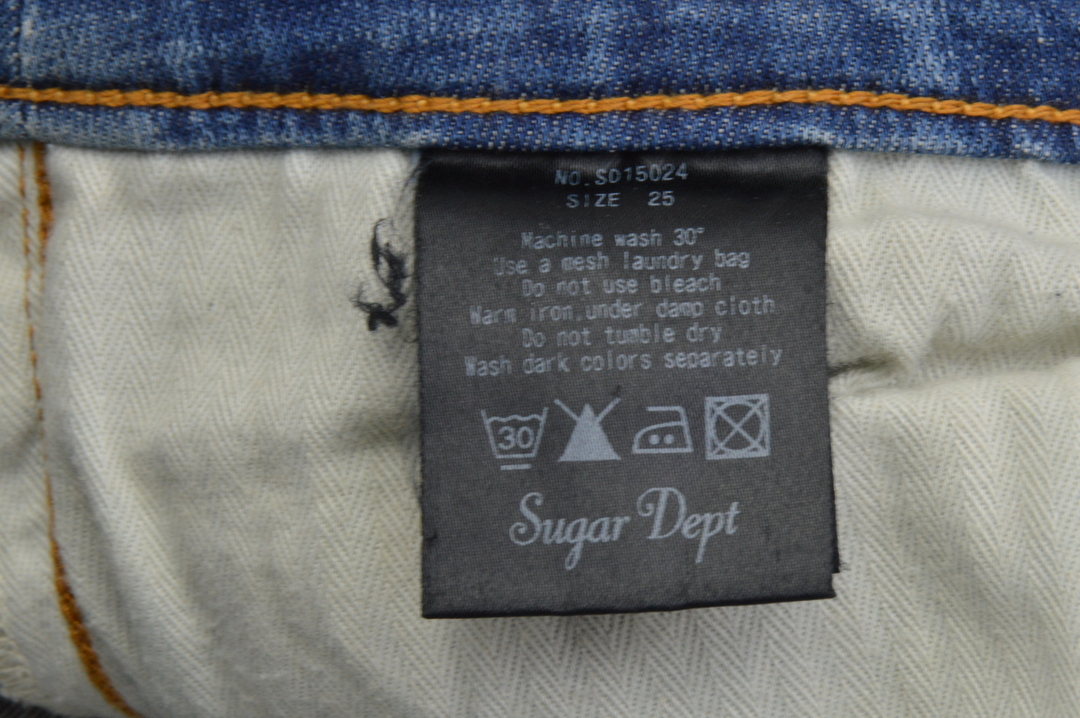 NO.SD15024
SIZE 25
Machine wash 30°
Use a mesh laundry bag
Do not use bleach
Warm iron.under damp cloth
Do not tumble dry
Wash dark colors separately
30
Sugar Dept